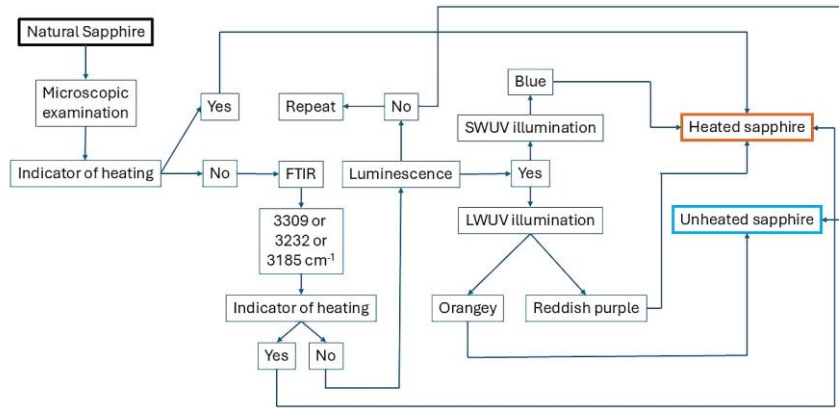 Natural Sapphire
Microscopic
examination
Indicator of heating
Yes
No
FTIR
3309 or
3232 or
3185 cm⁻¹
Indicator of heating
Yes
No
Repeat
No
Luminescence
Yes
Blue
SWUV illumination
LWUV illumination
Orangey
Reddish purple
Heated sapphire
Unheated sapphire